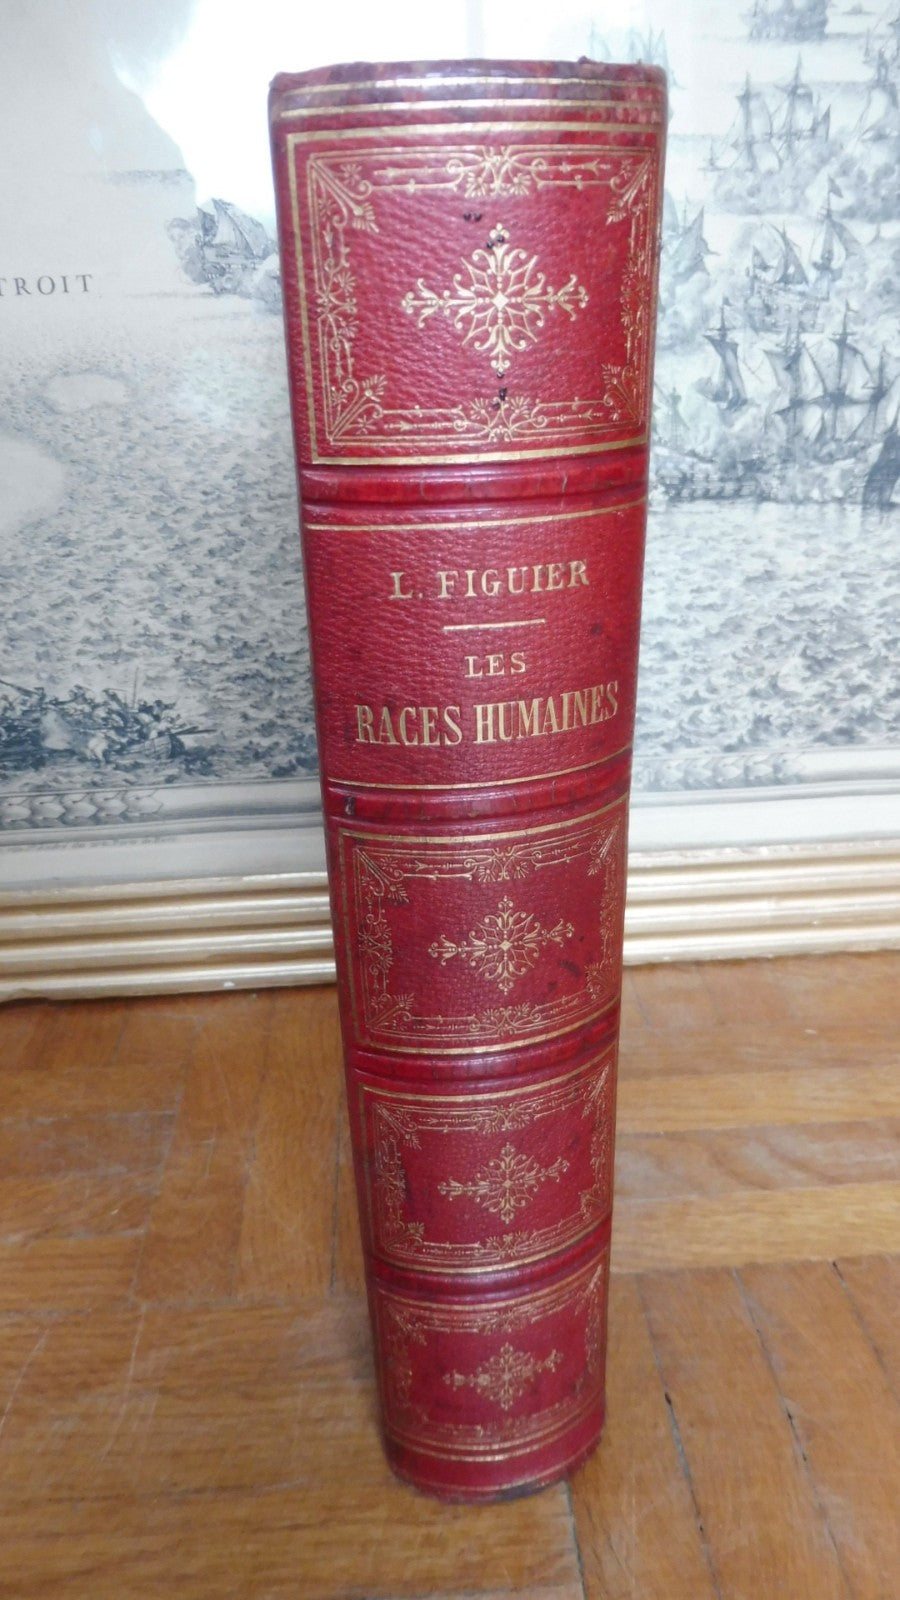 TROIT
L. FIGUIER
LES
RACES HUMAINES